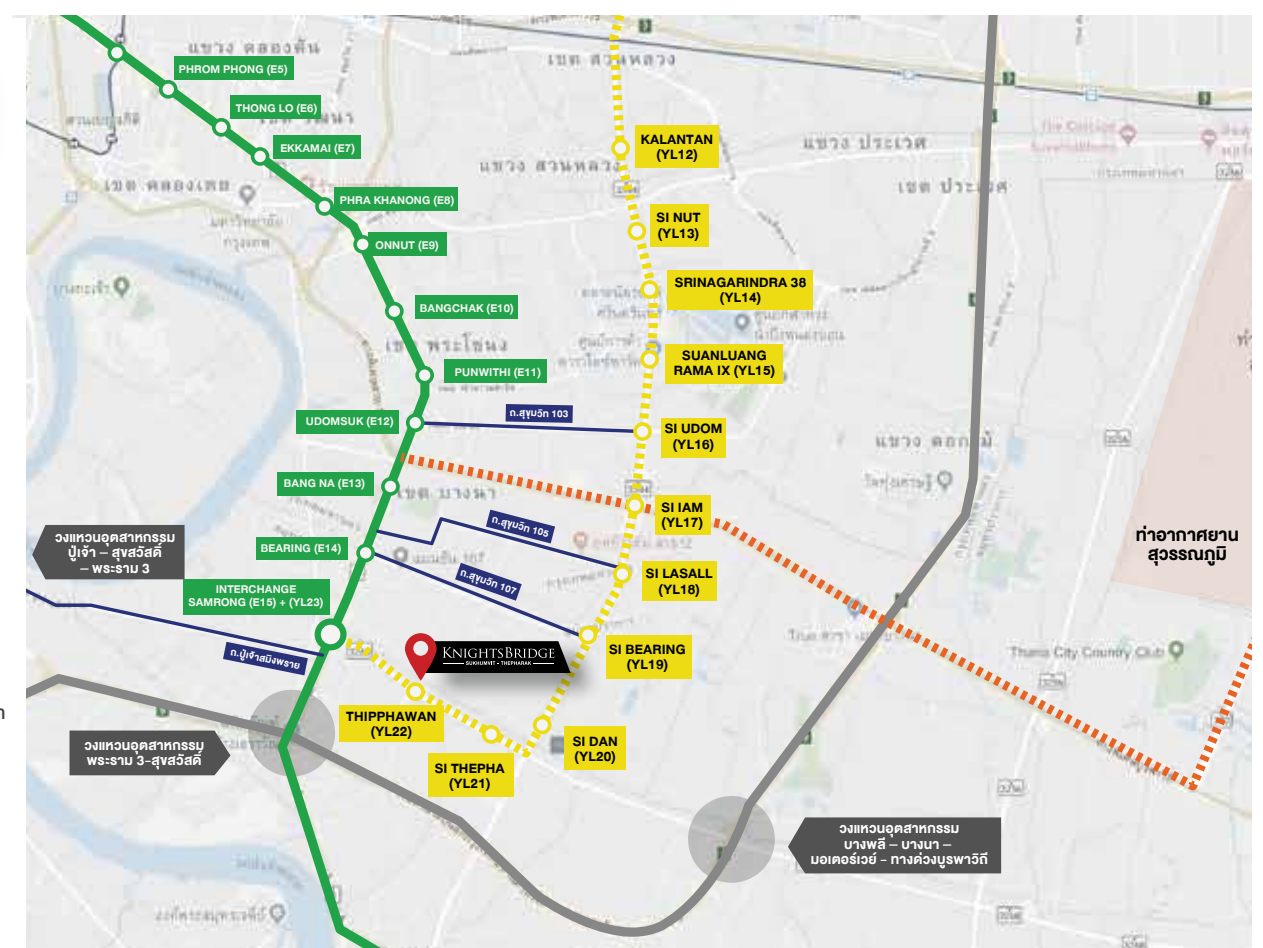 แขวง คลองตัน
PHROM PHONG (E5)
THONG LO (E6)
EKKAMAI (E7)
เขต คลองเตย
PHRA KHANONG (E8)
ONNUT (E9)
BANGCHAK (E10)
เขต พระโขนง
PUNWITHI (E11)
UDOMSUK (E12)
BANG NA (E13)
เขต บางนา
BEARING (E14)
INTERCHANGE
SAMRONG (E15) + (YL23)
เขต สวนหลวง
แขวง สวนหลวง
แขวง ประเวศ
เขต ประเวศ
KALANTAN
(YL12)
SI NUT
(YL13)
SRINAGARINDRA 38
(YL14)
SUANLUANG
RAMA IX (YL15)
ถ.สุขุมวิท 103
SI UDOM
(YL16)
แขวง ดอกไม้
SI IAM
(YL17)
ถ.สุขุมวิท 105
SI LASALL
(YL18)
ถ.สุขุมวิท 107
SI BEARING
(YL19)
SI DAN
(YL20)
SI THEPHA
(YL21)
THIPPHAWAN
(YL22)
KNIGHTSBRIDGE
SUKHUMVIT - THEPHARAK
ถ.ปู่เจ้าสมิงพราย
วงแหวนอุตสาหกรรม
ปู่เจ้า – สุขสวัสดิ์
– พระราม 3
วงแหวนอุตสาหกรรม
พระราม 3-สุขสวัสดิ์
วงแหวนอุตสาหกรรม
บางพลี – บางนา –
มอเตอร์เวย์ - ทางด่วนบูรพาวิถี
ท่าอากาศยาน
สุวรรณภูมิ
Thana City Country Club